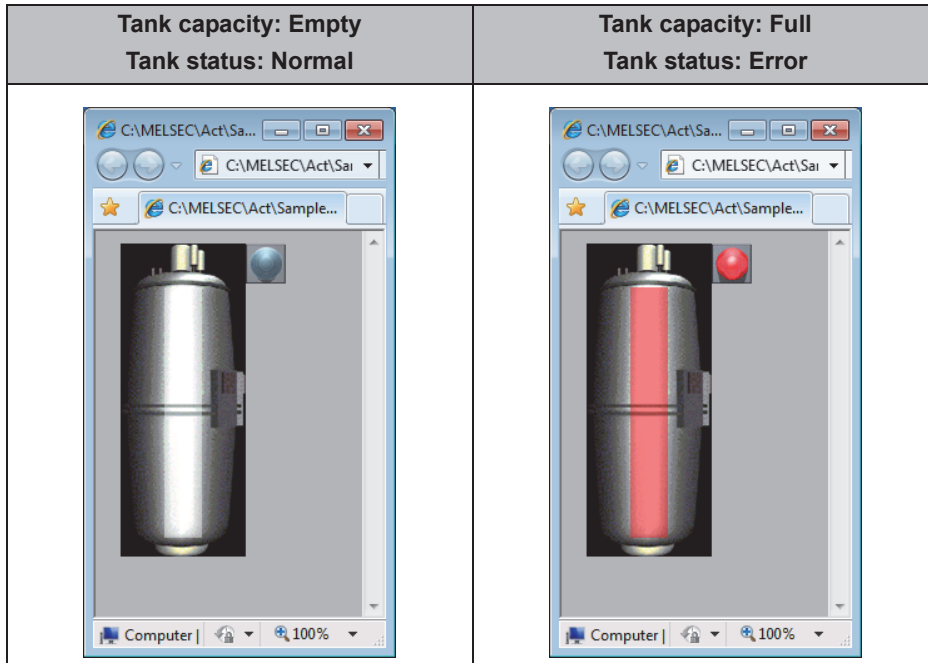 Tank capacity: Empty
Tank status: Normal
Tank capacity: Full
Tank status: Error
C:\MELSEC\Act\Sa...
C:\MELSEC\Act\Sai
C:\MELSEC\Act\Sample...
Computer |
100%
C:\MELSEC\Act\Sa...
C:\MELSEC\Act\Sai
C:\MELSEC\Act\Sample...
Computer |
100%